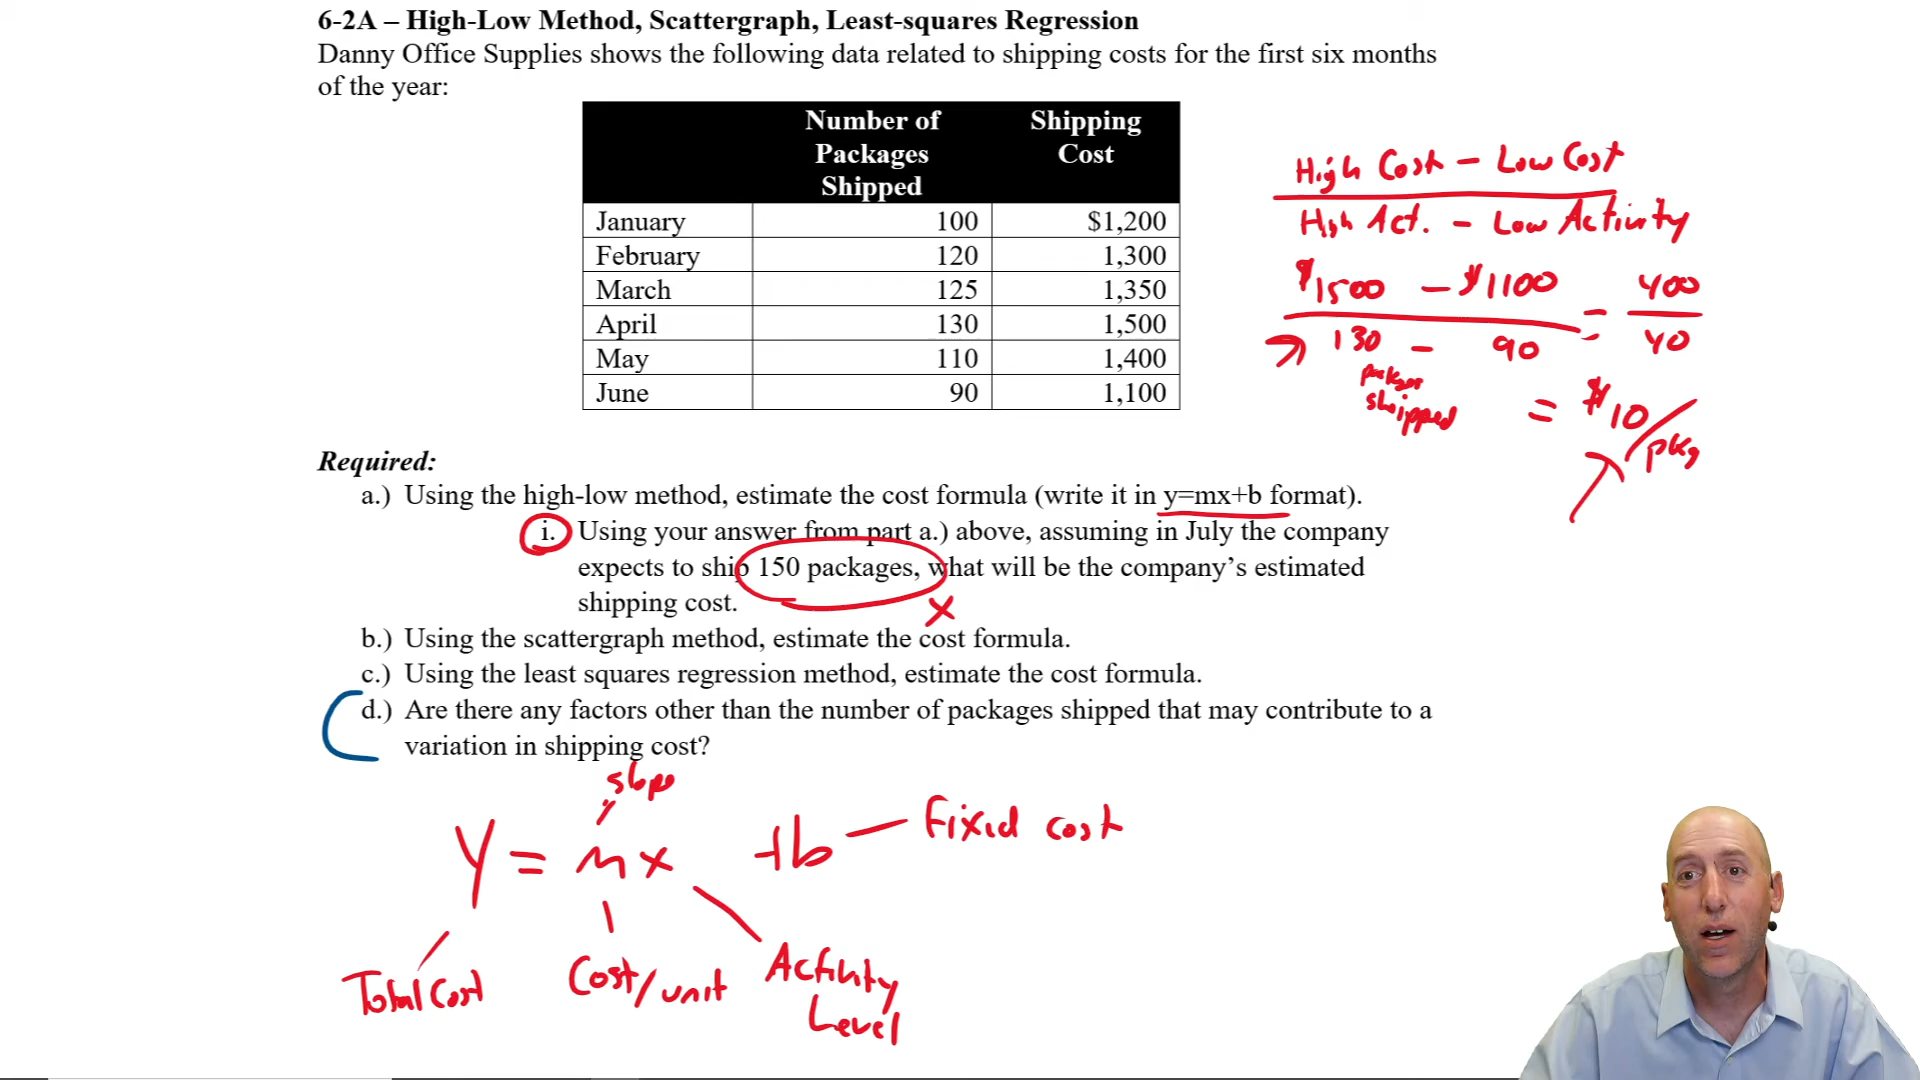 6-2A – High-Low Method, Scattergraph, Least-squares Regression
Danny Office Supplies shows the following data related to shipping costs for the first six months
of the year:
Number of Packages Shipped Shipping Cost
January 100 $1,200
February 120 1,300
March 125 1,350
April 130 1,500
May 110 1,400
June 90 1,100
High Cost - Low Cost
High Act. - Low Activity
$1500 - $1100 = 400
130 - 90 40
packages
shipped
= $10/pkg
Required:
a.) Using the high-low method, estimate the cost formula (write it in y=mx+b format).
i. Using your answer from part a.) above, assuming in July the company
expects to ship 150 packages, what will be the company’s estimated
shipping cost.
x
b.) Using the scattergraph method, estimate the cost formula.
c.) Using the least squares regression method, estimate the cost formula.
d.) Are there any factors other than the number of packages shipped that may contribute to a
variation in shipping cost?
slope
Y = mx +b Fixed cost
Total Cost Cost/unit Activity
Level